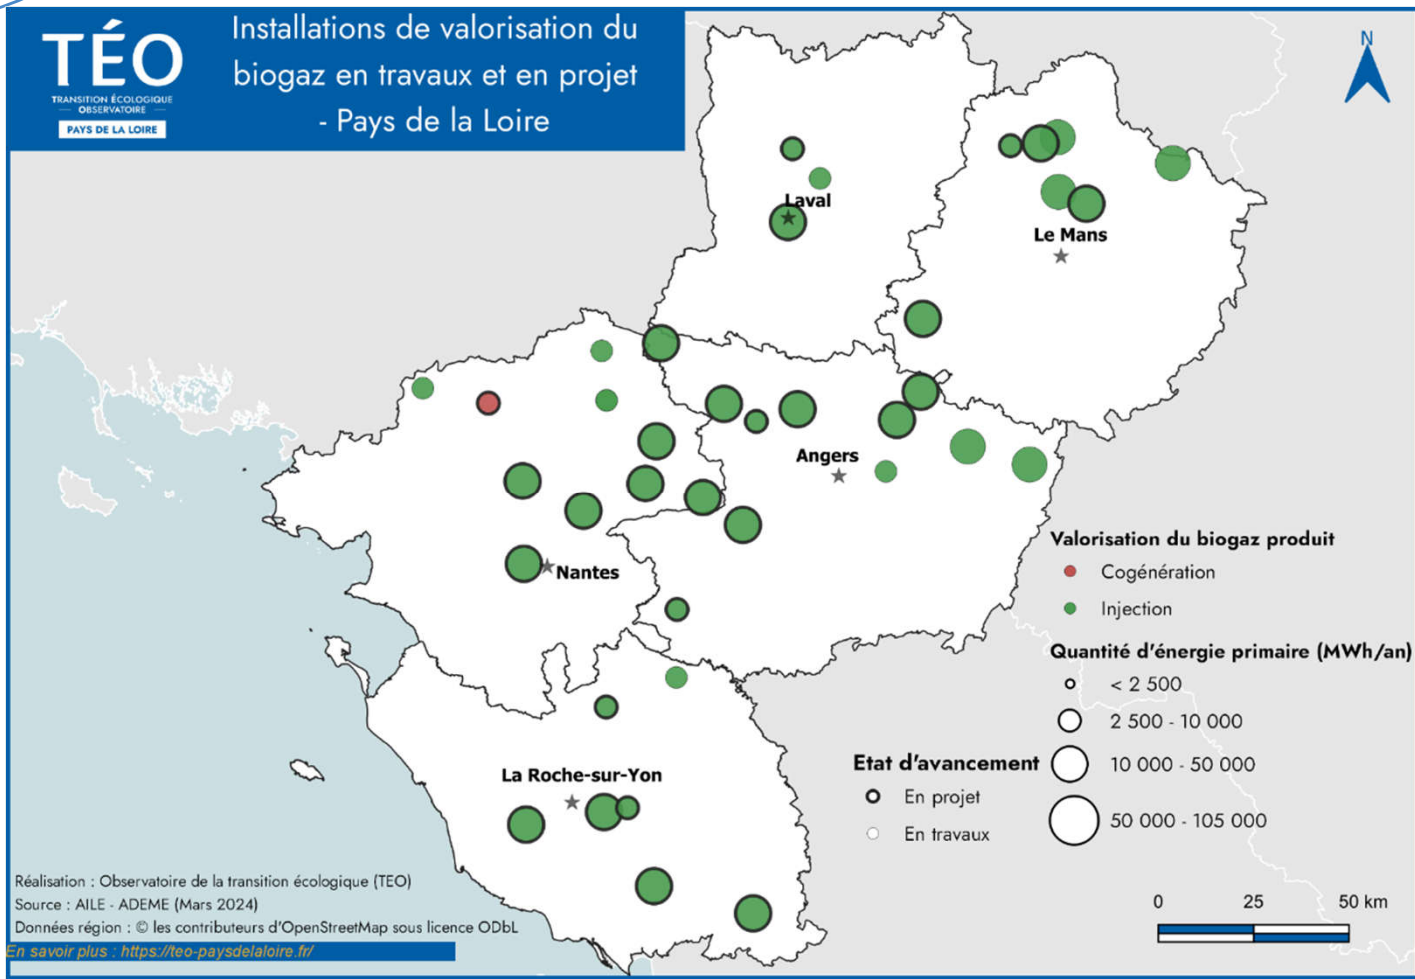 TÉO
TRANSITION ÉCOLOGIQUE
OBSERVATOIRE
PAYS DE LA LOIRE
Installations de valorisation du
biogaz en travaux et en projet
- Pays de la Loire
N
Laval
Le Mans
Angers
Nantes
La Roche-sur-Yon
Valorisation du biogaz produit
Cogénération
Injection
Quantité d'énergie primaire (MWh/an)
< 2 500
2 500 - 10 000
10 000 - 50 000
50 000 - 105 000
Etat d'avancement
En projet
En travaux
0 25 50 km
Réalisation : Observatoire de la transition écologique (TEO)
Source : AILE - ADEME (Mars 2024)
Données région : © les contributeurs d'OpenStreetMap sous licence ODbL
En savoir plus : https://teo-paysdelaloire.fr/